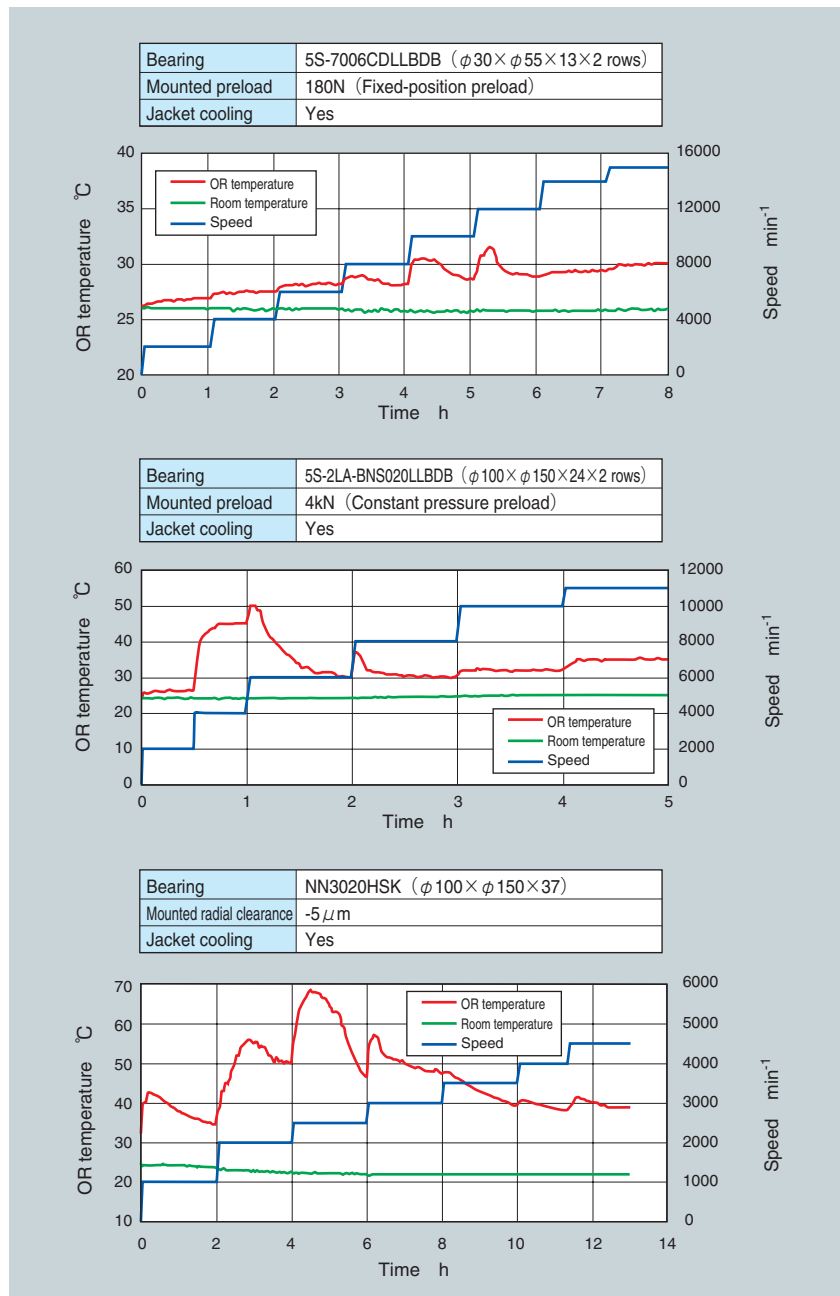 Bearing 5S-7006CDLLBDB（φ30×φ55×13×2 rows）
Mounted preload 180N（Fixed-position preload）
Jacket cooling Yes
40 16000
35 12000
30 8000
25 4000
20 0
OR temperature ℃
Speed min-1
OR temperature
Room temperature
Speed
0 1 2 3 4 5 6 7 8
Time h
Bearing 5S-2LA-BNS020LLBDB（φ100×φ150×24×2 rows）
Mounted preload 4kN（Constant pressure preload）
Jacket cooling Yes
60 12000
50 10000
40 8000
30 6000
20 4000
10 2000
0 0
OR temperature ℃
Speed min-1
OR temperature
Room temperature
Speed
0 1 2 3 4 5
Time h
Bearing NN3020HSK（φ100×φ150×37）
Mounted radial clearance -5μm
Jacket cooling Yes
70 6000
60 5000
50 4000
40 3000
30 2000
20 1000
10 0
OR temperature ℃
Speed min-1
OR temperature
Room temperature
Speed
0 2 4 6 8 10 12 14
Time h